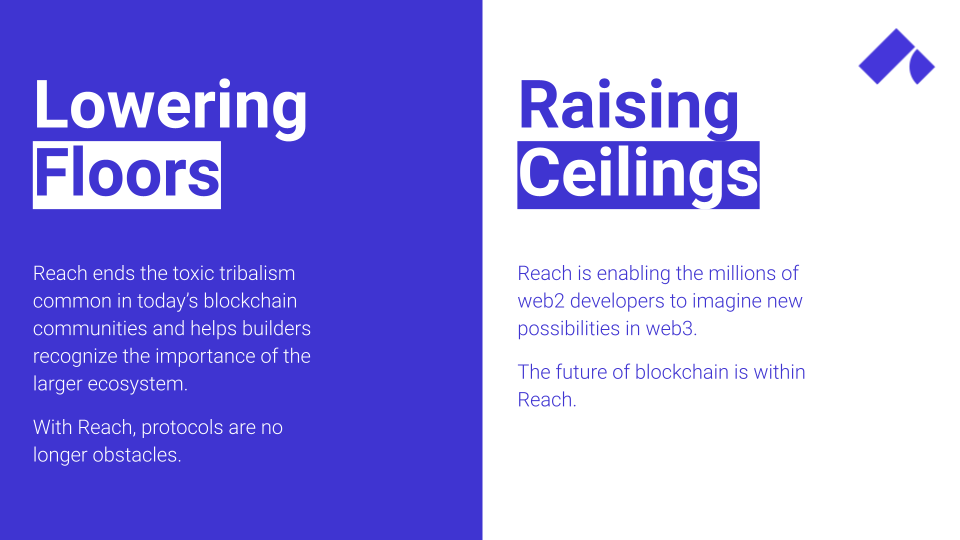 Lowering
Floors
Reach ends the toxic tribalism
common in today’s blockchain
communities and helps builders
recognize the importance of the
larger ecosystem.
With Reach, protocols are no
longer obstacles.
Raising
Ceilings
Reach is enabling the millions of
web2 developers to imagine new
possibilities in web3.
The future of blockchain is within
Reach.